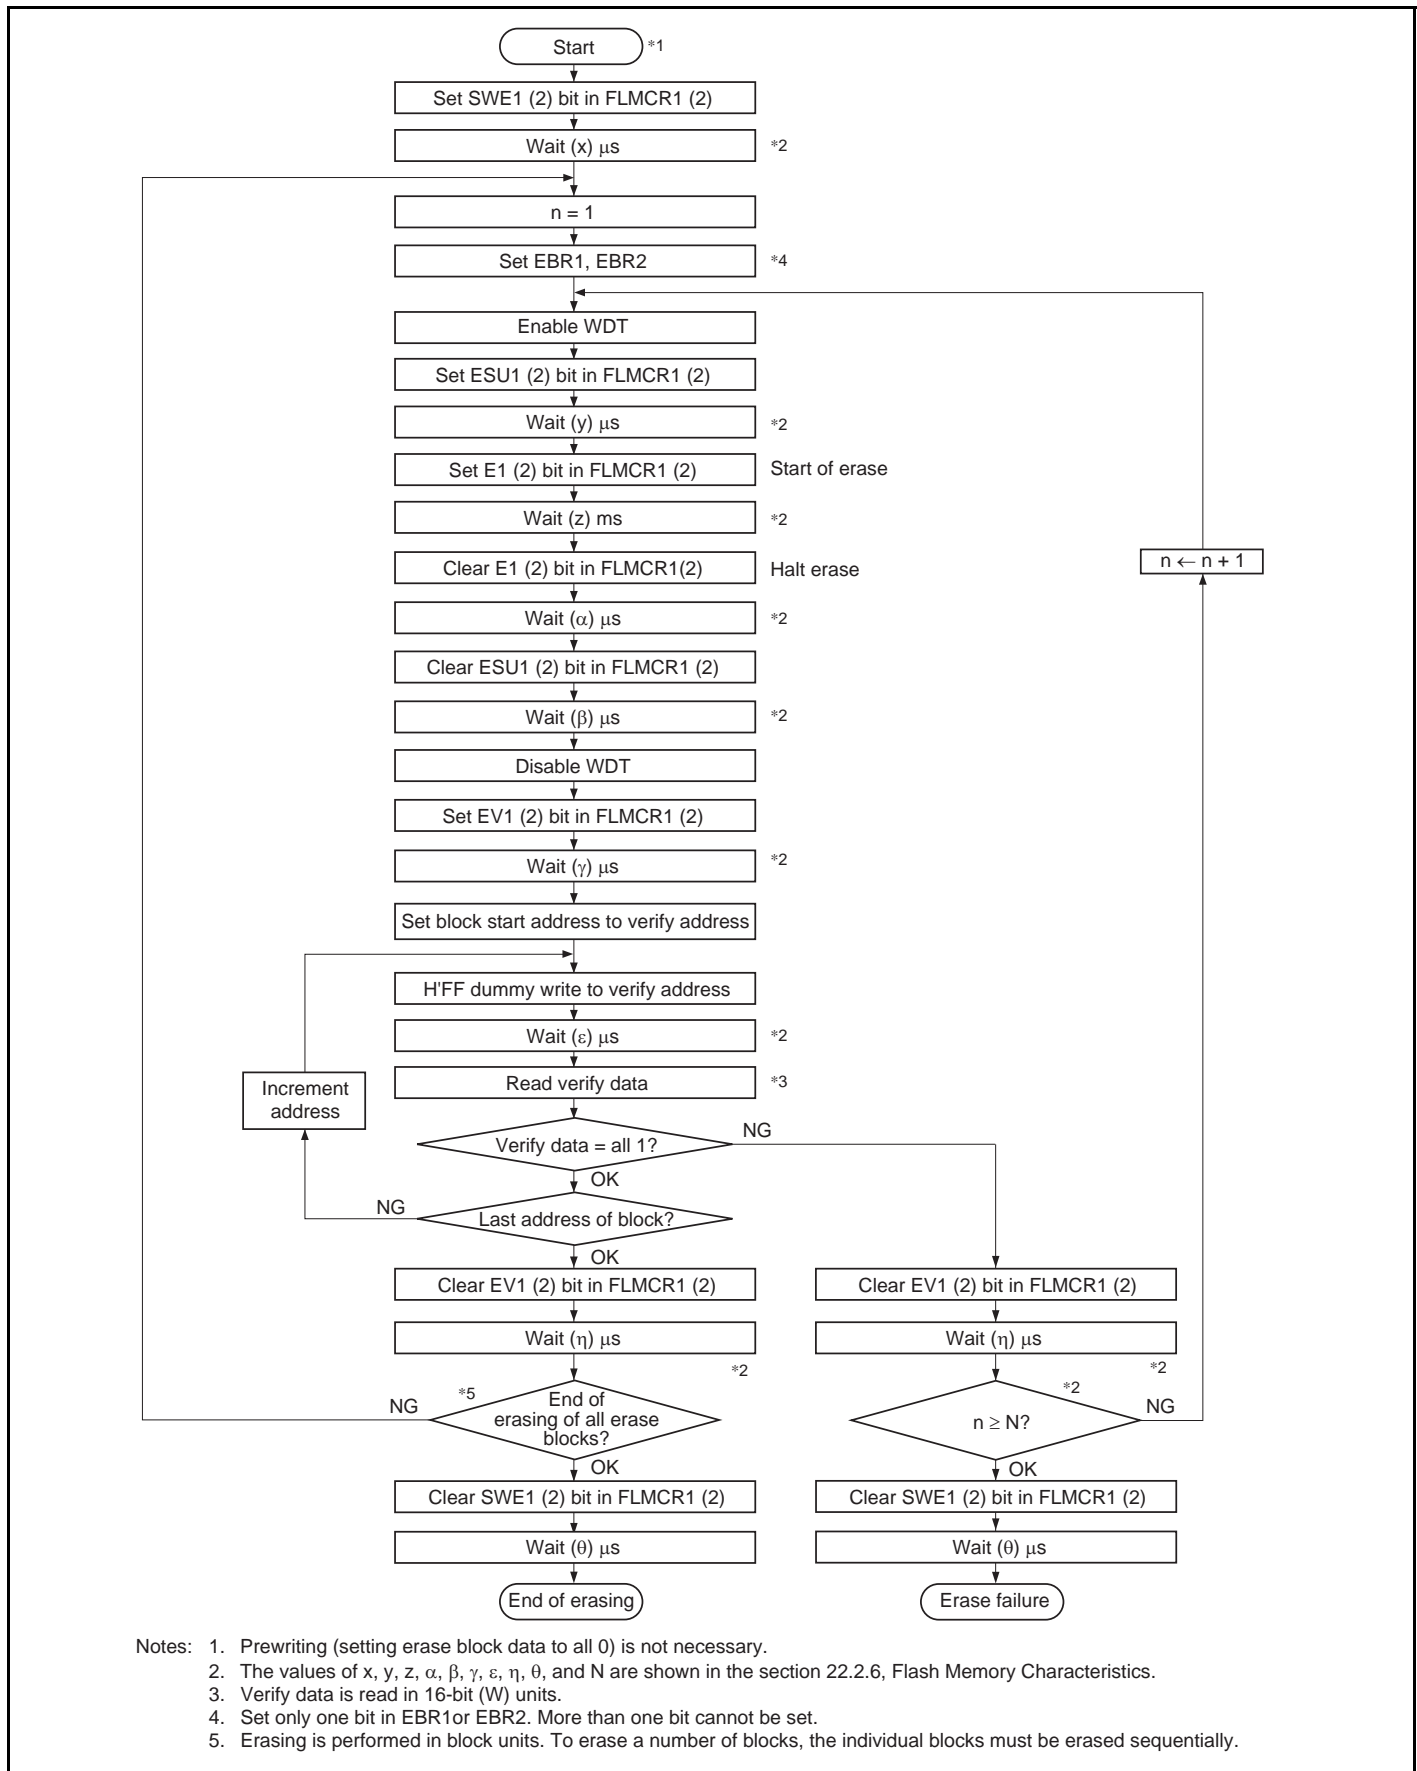 Start *1
Set SWE1 (2) bit in FLMCR1 (2)
Wait (x) μs *2
n = 1
Set EBR1, EBR2 *4
Enable WDT
Set ESU1 (2) bit in FLMCR1 (2)
Wait (y) μs *2
Set E1 (2) bit in FLMCR1 (2) Start of erase
Wait (z) ms *2
Clear E1 (2) bit in FLMCR1(2) Halt erase
n ← n + 1
Wait (α) μs *2
Clear ESU1 (2) bit in FLMCR1 (2)
Wait (β) μs *2
Disable WDT
Set EV1 (2) bit in FLMCR1 (2)
Wait (γ) μs *2
Set block start address to verify address
H'FF dummy write to verify address
Wait (ε) μs *2
Read verify data *3
Increment
address
Verify data = all 1? NG
OK
NG Last address of block?
OK
Clear EV1 (2) bit in FLMCR1 (2) Clear EV1 (2) bit in FLMCR1 (2)
Wait (η) μs Wait (η) μs
*2 *2
*5 *2
NG End of
erasing of all erase
blocks?
n ≥ N? NG
OK OK
Clear SWE1 (2) bit in FLMCR1 (2) Clear SWE1 (2) bit in FLMCR1 (2)
Wait (θ) μs Wait (θ) μs
End of erasing Erase failure
Notes: 1. Prewriting (setting erase block data to all 0) is not necessary.
2. The values of x, y, z, α, β, γ, ε, η, θ, and N are shown in the section 22.2.6, Flash Memory Characteristics.
3. Verify data is read in 16-bit (W) units.
4. Set only one bit in EBR1or EBR2. More than one bit cannot be set.
5. Erasing is performed in block units. To erase a number of blocks, the individual blocks must be erased sequentially.